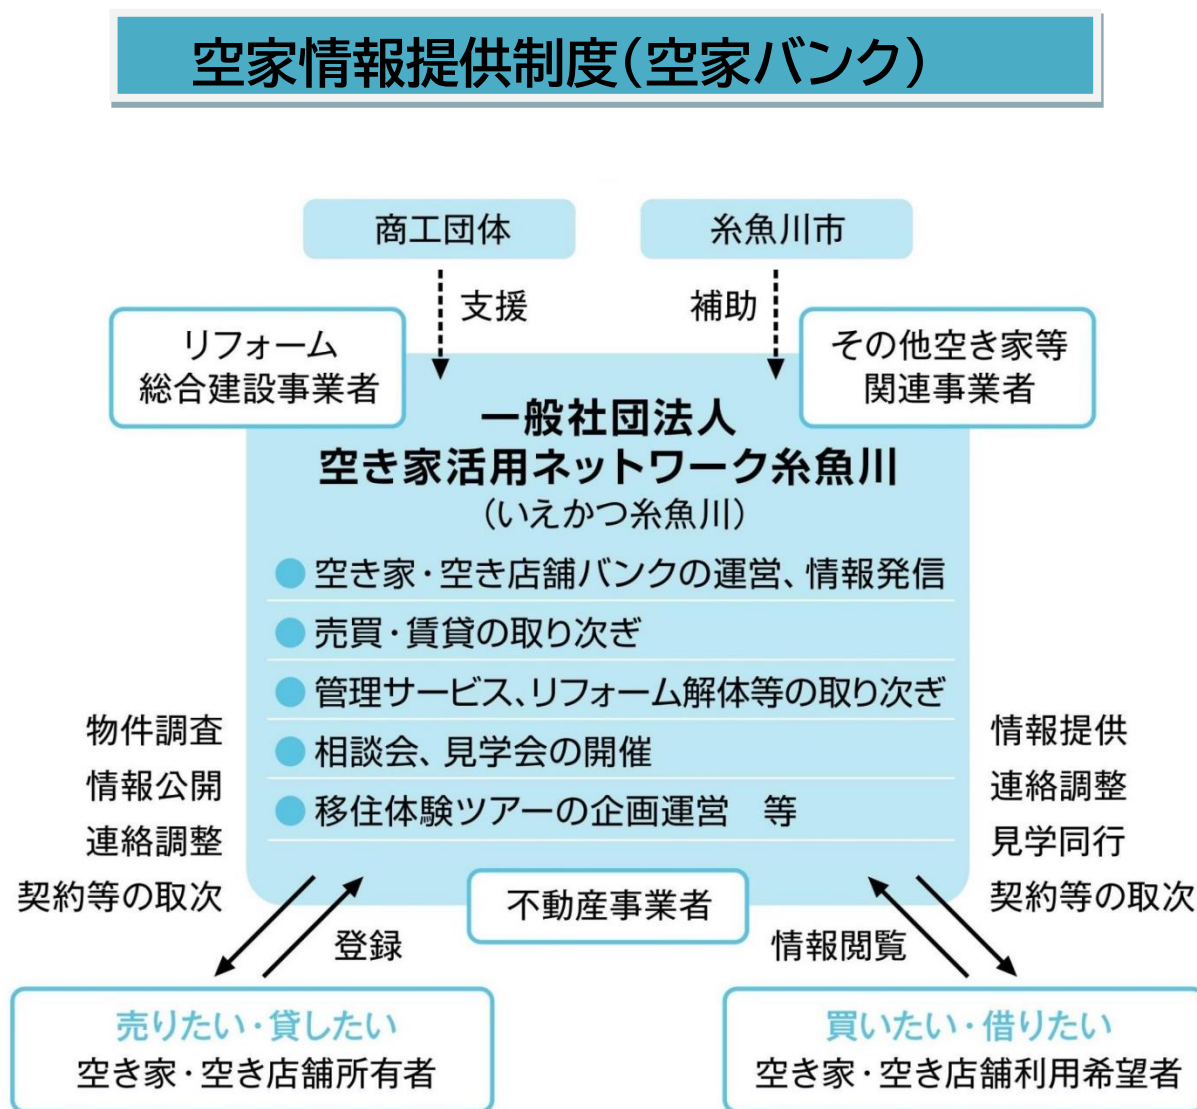 空家情報提供制度(空家バンク)
商工団体
糸魚川市
支援
補助
リフォーム
総合建設事業者
その他空き家等
関連事業者
一般社団法人
空き家活用ネットワーク糸魚川
(いえかつ糸魚川)
●空き家・空き店舗バンクの運営、情報発信
●売買・賃貸の取り次ぎ
●管理サービス、リフォーム解体等の取り次ぎ
●相談会、見学会の開催
●移住体験ツアーの企画運営　等
物件調査
情報公開
連絡調整
契約等の取次
情報提供
連絡調整
見学同行
契約等の取次
不動産事業者
登録
情報閲覧
売りたい・貸したい
空き家・空き店舗所有者
買いたい・借りたい
空き家・空き店舗利用希望者